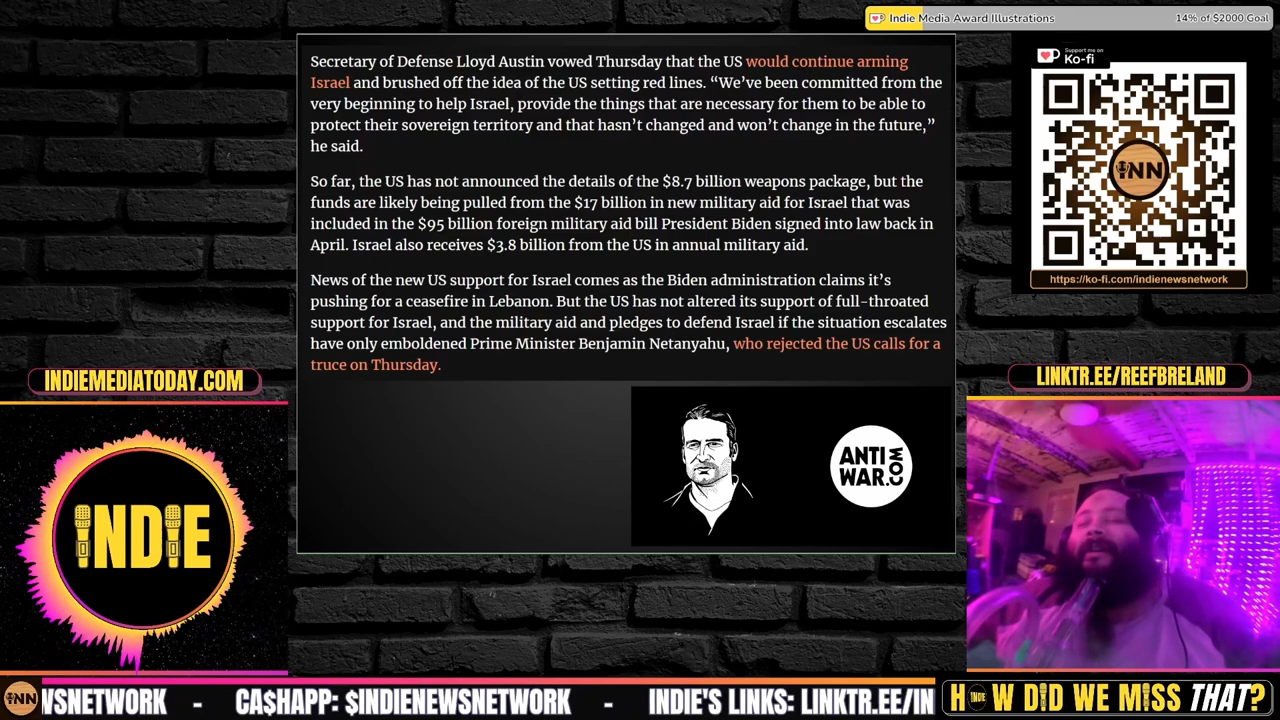 Indie Media Award Illustrations
14% of $2000 Goal
Secretary of Defense Lloyd Austin vowed Thursday that the US would continue arming
Israel and brushed off the idea of the US setting red lines. “We’ve been committed from the
very beginning to help Israel, provide the things that are necessary for them to be able to
protect their sovereign territory and that hasn’t changed and won’t change in the future,”
he said.
So far, the US has not announced the details of the $8.7 billion weapons package, but the
funds are likely being pulled from the $17 billion in new military aid for Israel that was
included in the $95 billion foreign military aid bill President Biden signed into law back in
April. Israel also receives $3.8 billion from the US in annual military aid.
News of the new US support for Israel comes as the Biden administration claims it’s
pushing for a ceasefire in Lebanon. But the US has not altered its support of full-throated
support for Israel, and the military aid and pledges to defend Israel if the situation escalates
have only emboldened Prime Minister Benjamin Netanyahu, who rejected the US calls for a
truce on Thursday.
Support me on
Ko-fi
INN
https://ko-fi.com/indienewsnetwork
INDIEMEDIATODAY.COM
LINKTR.EE/REEFBRELAND
INDIE
ANTI
WAR.COM
INN
WSNETWORK - CA$HAPP: $INDIENEWSNETWORK - INDIE'S LINKS: LINKTR.EE/IN
HOW DID WE MISS THAT?